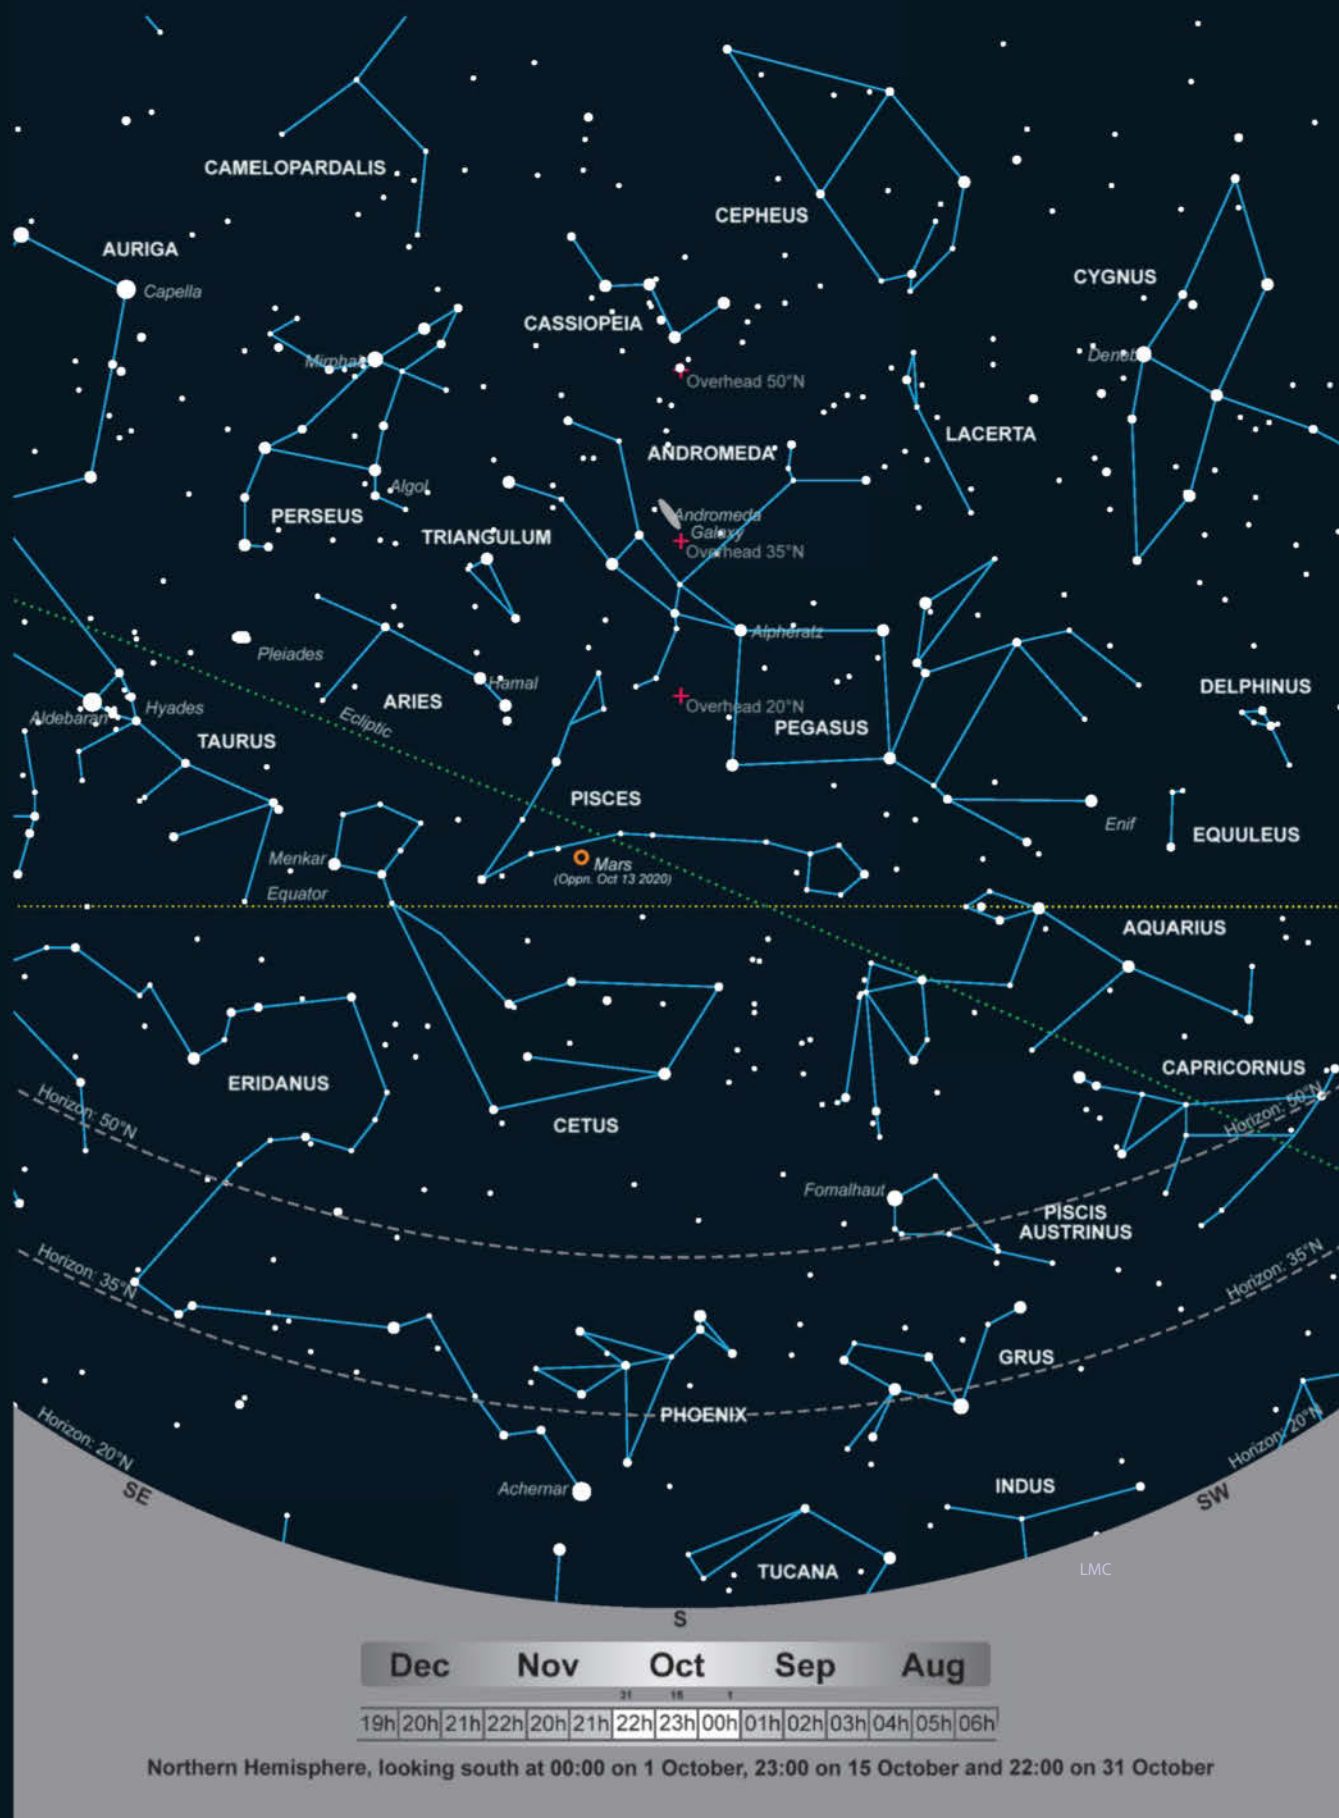 CAMELOPARDALIS
CEPHEUS
AURIGA
Capella
CYGNUS
CASSIOPEIA
Mirphak
Deneb
Overhead 50°N
LACERTA
ANDROMEDA
Algol
PERSEUS
Andromeda
Galaxy
TRIANGULUM
Overhead 35°N
Alpheratz
Pleiades
Hamal
DELPHINUS
ARIES
Hyades
Aldebaran
Overhead 20°N
Ecliptic
PEGASUS
TAURUS
PISCES
Enif
EQUULEUS
Menkar
Mars
(Oppn. Oct 13 2020)
Equator
AQUARIUS
CAPRICORNUS
ERIDANUS
Horizon: 50°N
Horizon: 50°N
CETUS
Fomalhaut
PISCIS
AUSTRINUS
Horizon: 35°N
Horizon: 35°N
GRUS
PHOENIX
Horizon: 20°N
Horizon: 20°N
Achernar
INDUS
SE
SW
TUCANA
LMC
S
Dec Nov Oct Sep Aug
31 15 1
19h 20h 21h 22h 20h 21h 22h 23h 00h 01h 02h 03h 04h 05h 06h
Northern Hemisphere, looking south at 00:00 on 1 October, 23:00 on 15 October and 22:00 on 31 October